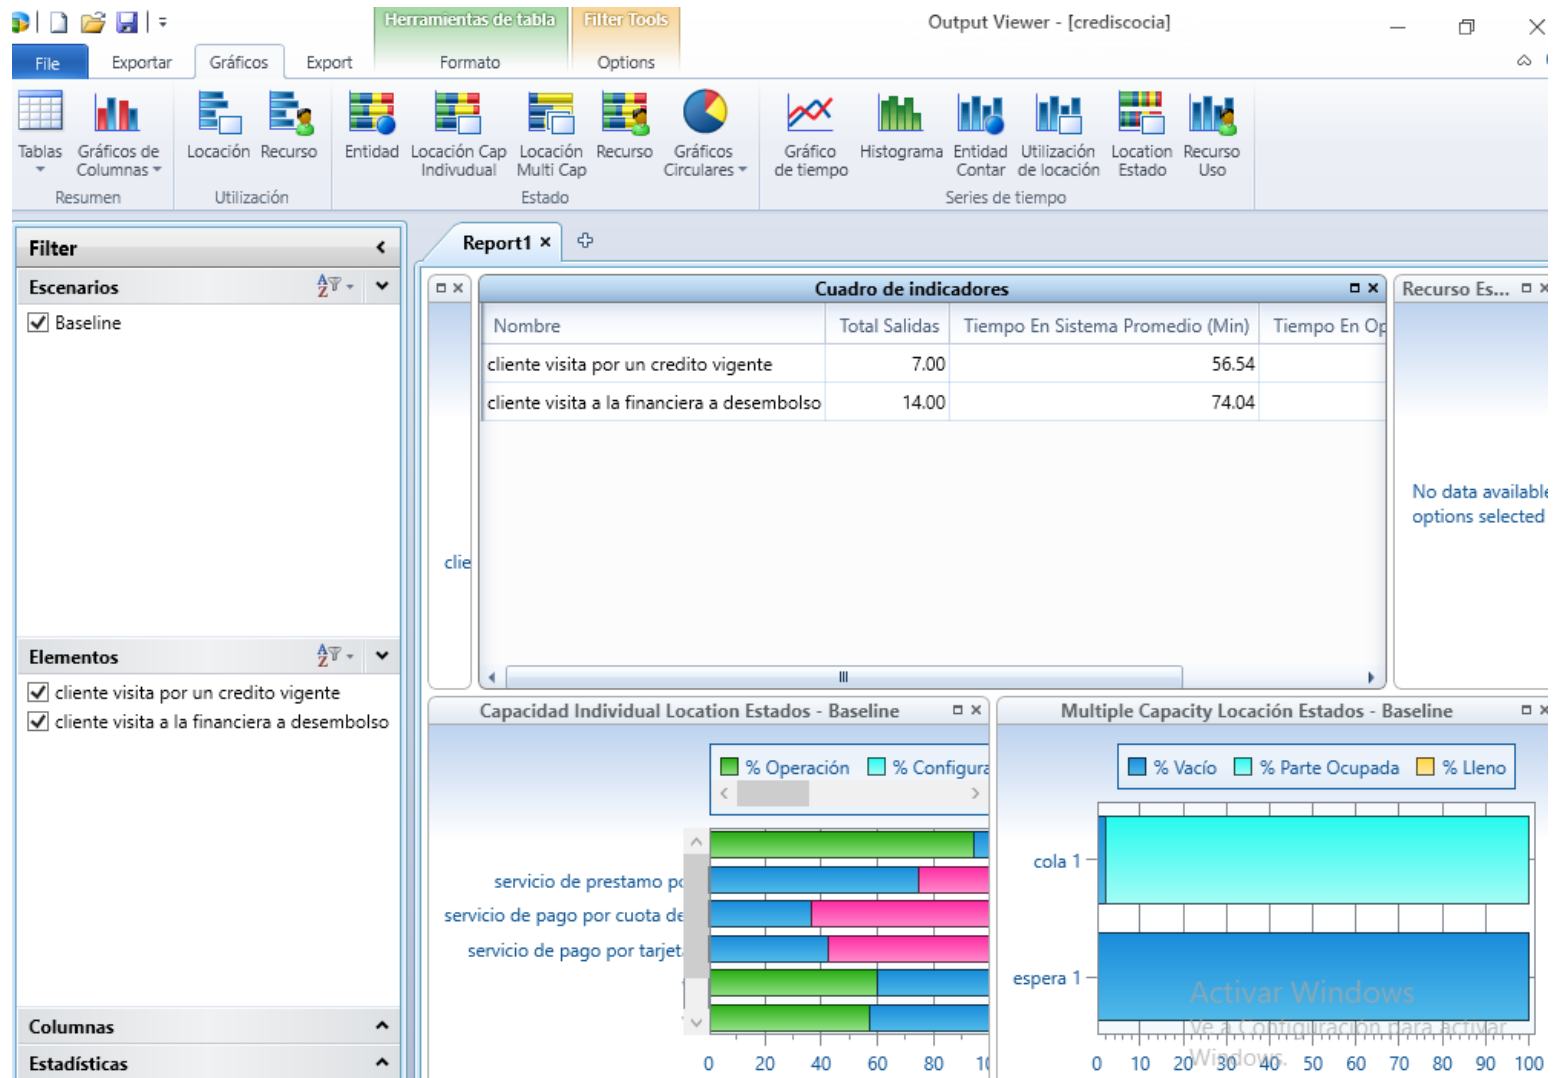 Herramientas de tabla
Filter Tools
Output Viewer - [crediscocia]
File
Exportar
Gráficos
Export
Formato
Options
Tablas
Gráficos de Columnas
Locación
Recurso
Entidad
Locación Cap Indivudual
Locación Multi Cap
Recurso
Gráficos Circulares
Gráfico de tiempo
Histograma
Entidad Contar
Utilización de locación
Location Estado
Recurso Uso
Resumen
Utilización
Estado
Series de tiempo
Filter
Escenarios
Baseline
Elementos
cliente visita por un credito vigente
cliente visita a la financiera a desembolso
Columnas
Estadísticas
Report1
clie
Cuadro de indicadores
Nombre
Total Salidas
Tiempo En Sistema Promedio (Min)
Tiempo En Op
cliente visita por un credito vigente 7.00 56.54
cliente visita a la financiera a desembolso 14.00 74.04
Recurso Es...
No data available
options selected
Capacidad Individual Location Estados - Baseline
% Operación
% Configura
servicio de prestamo po
servicio de pago por cuota de
servicio de pago por tarjet
0 20 40 60 80 10
Multiple Capacity Locación Estados - Baseline
% Vacío
% Parte Ocupada
% Lleno
cola 1
espera 1
0 10 20 30 40 50 60 70 80 90 100
Activar Windows
Ve a Configuración para activar
Windows.